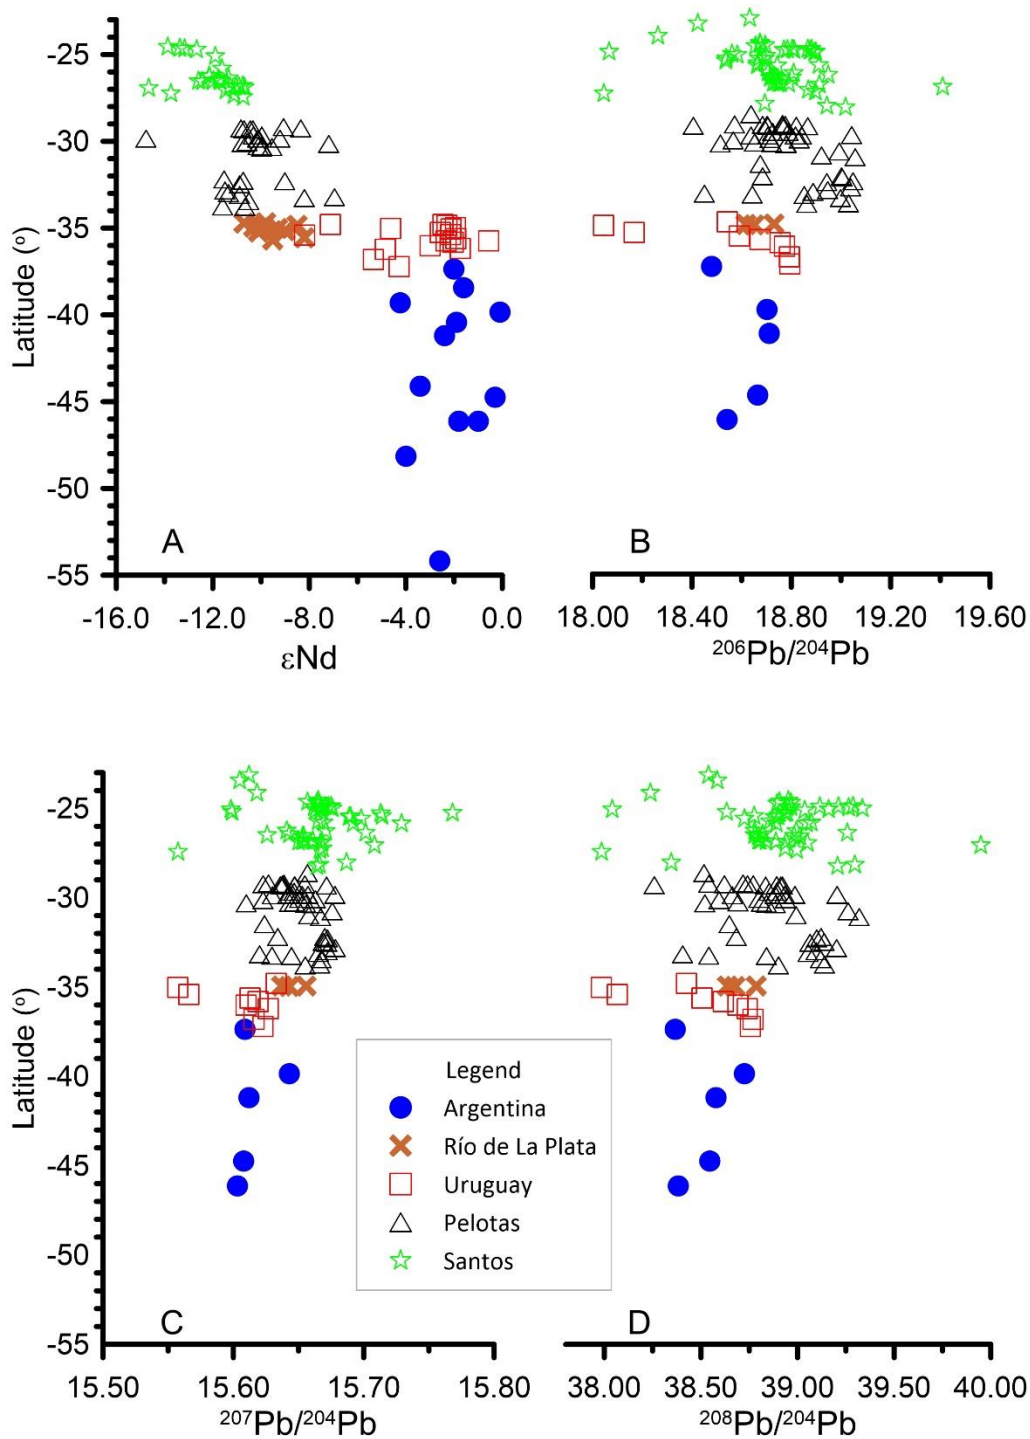 -25
-30
-35
-40
-45
-50
-55
Latitude (º)
A
B
-16.0 -12.0 -8.0 -4.0 0.0
εNd
18.00 18.40 18.80 19.20 19.60
²⁰⁶Pb/²⁰⁴Pb
-25
-30
-35
-40
-45
-50
-55
Latitude (º)
Legend
Argentina
Río de La Plata
Uruguay
Pelotas
Santos
C
D
15.50 15.60 15.70 15.80
²⁰⁷Pb/²⁰⁴Pb
38.00 38.50 39.00 39.50 40.00
²⁰⁸Pb/²⁰⁴Pb